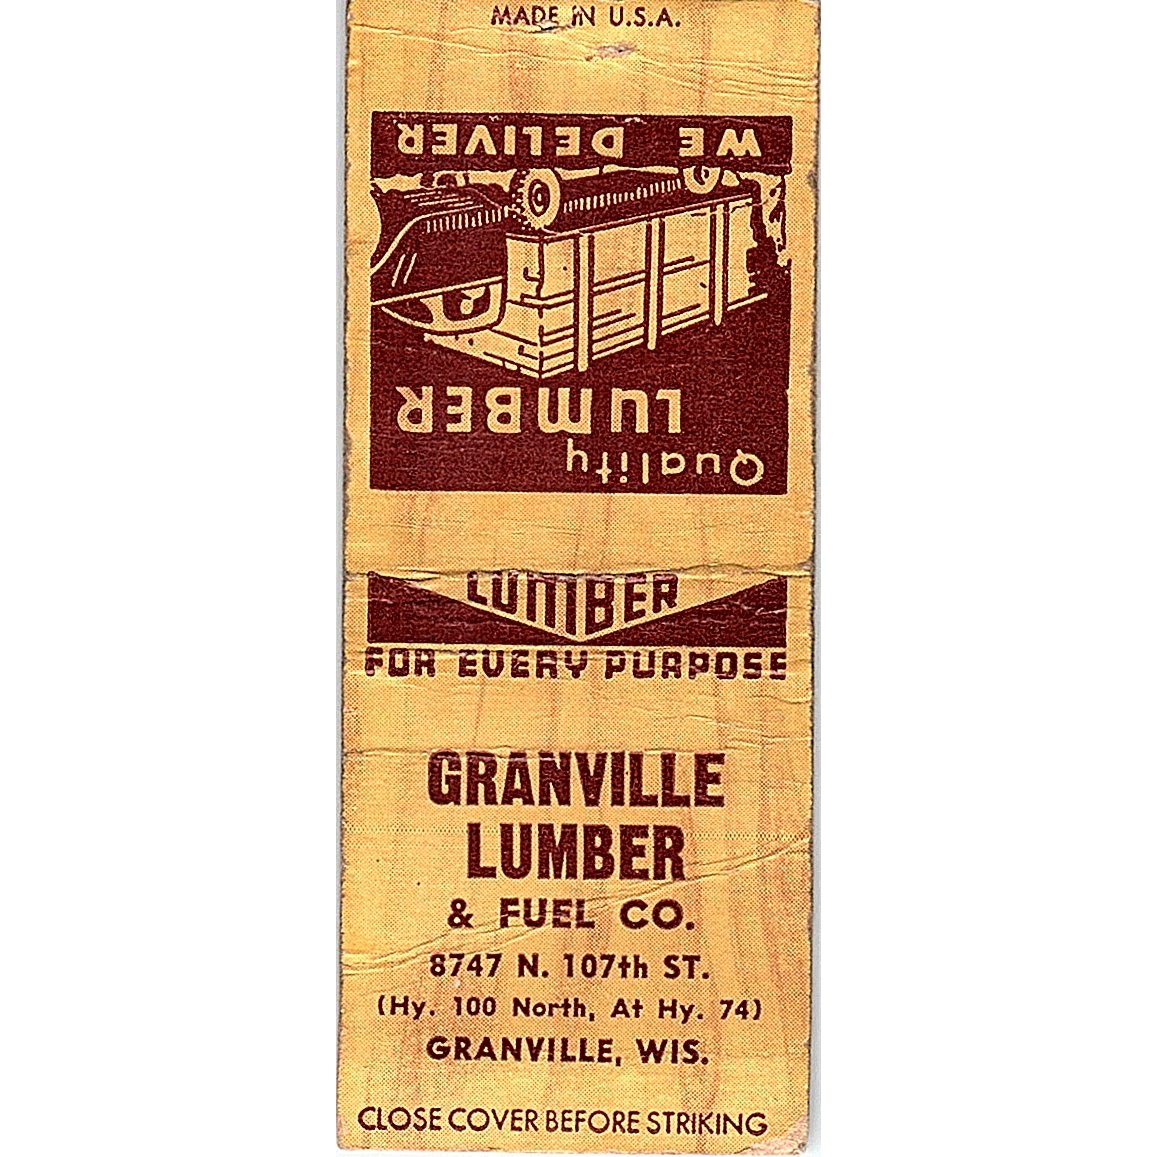 MADE IN U.S.A.
Quality
LUMBER
WE DELIVER
LUMBER
FOR EVERY PURPOSE
GRANVILLE
LUMBER
& FUEL CO.
8747 N. 107th ST.
(Hy. 100 North, At Hy. 74)
GRANVILLE, WIS.
CLOSE COVER BEFORE STRIKING